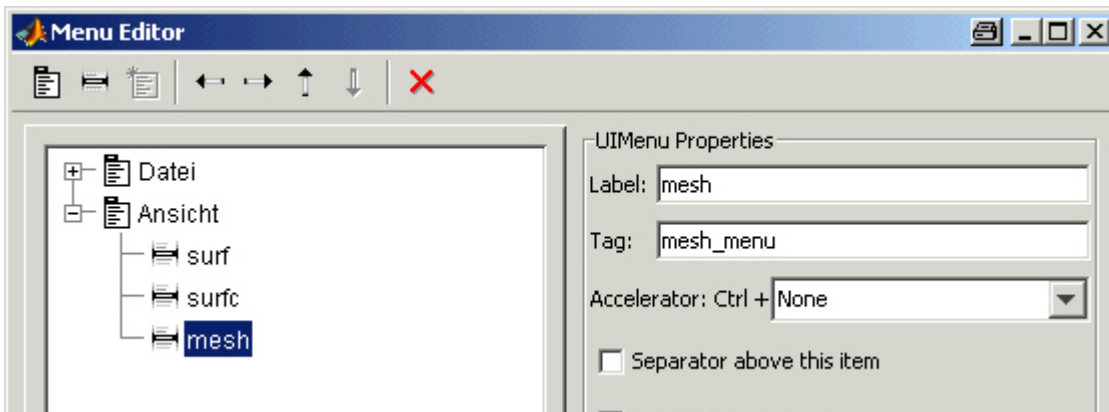 Menu Editor
UIMenu Properties
Datei
Label: mesh
Ansicht
Tag: mesh_menu
surf
surfc
Accelerator: Ctrl + None
mesh
Separator above this item